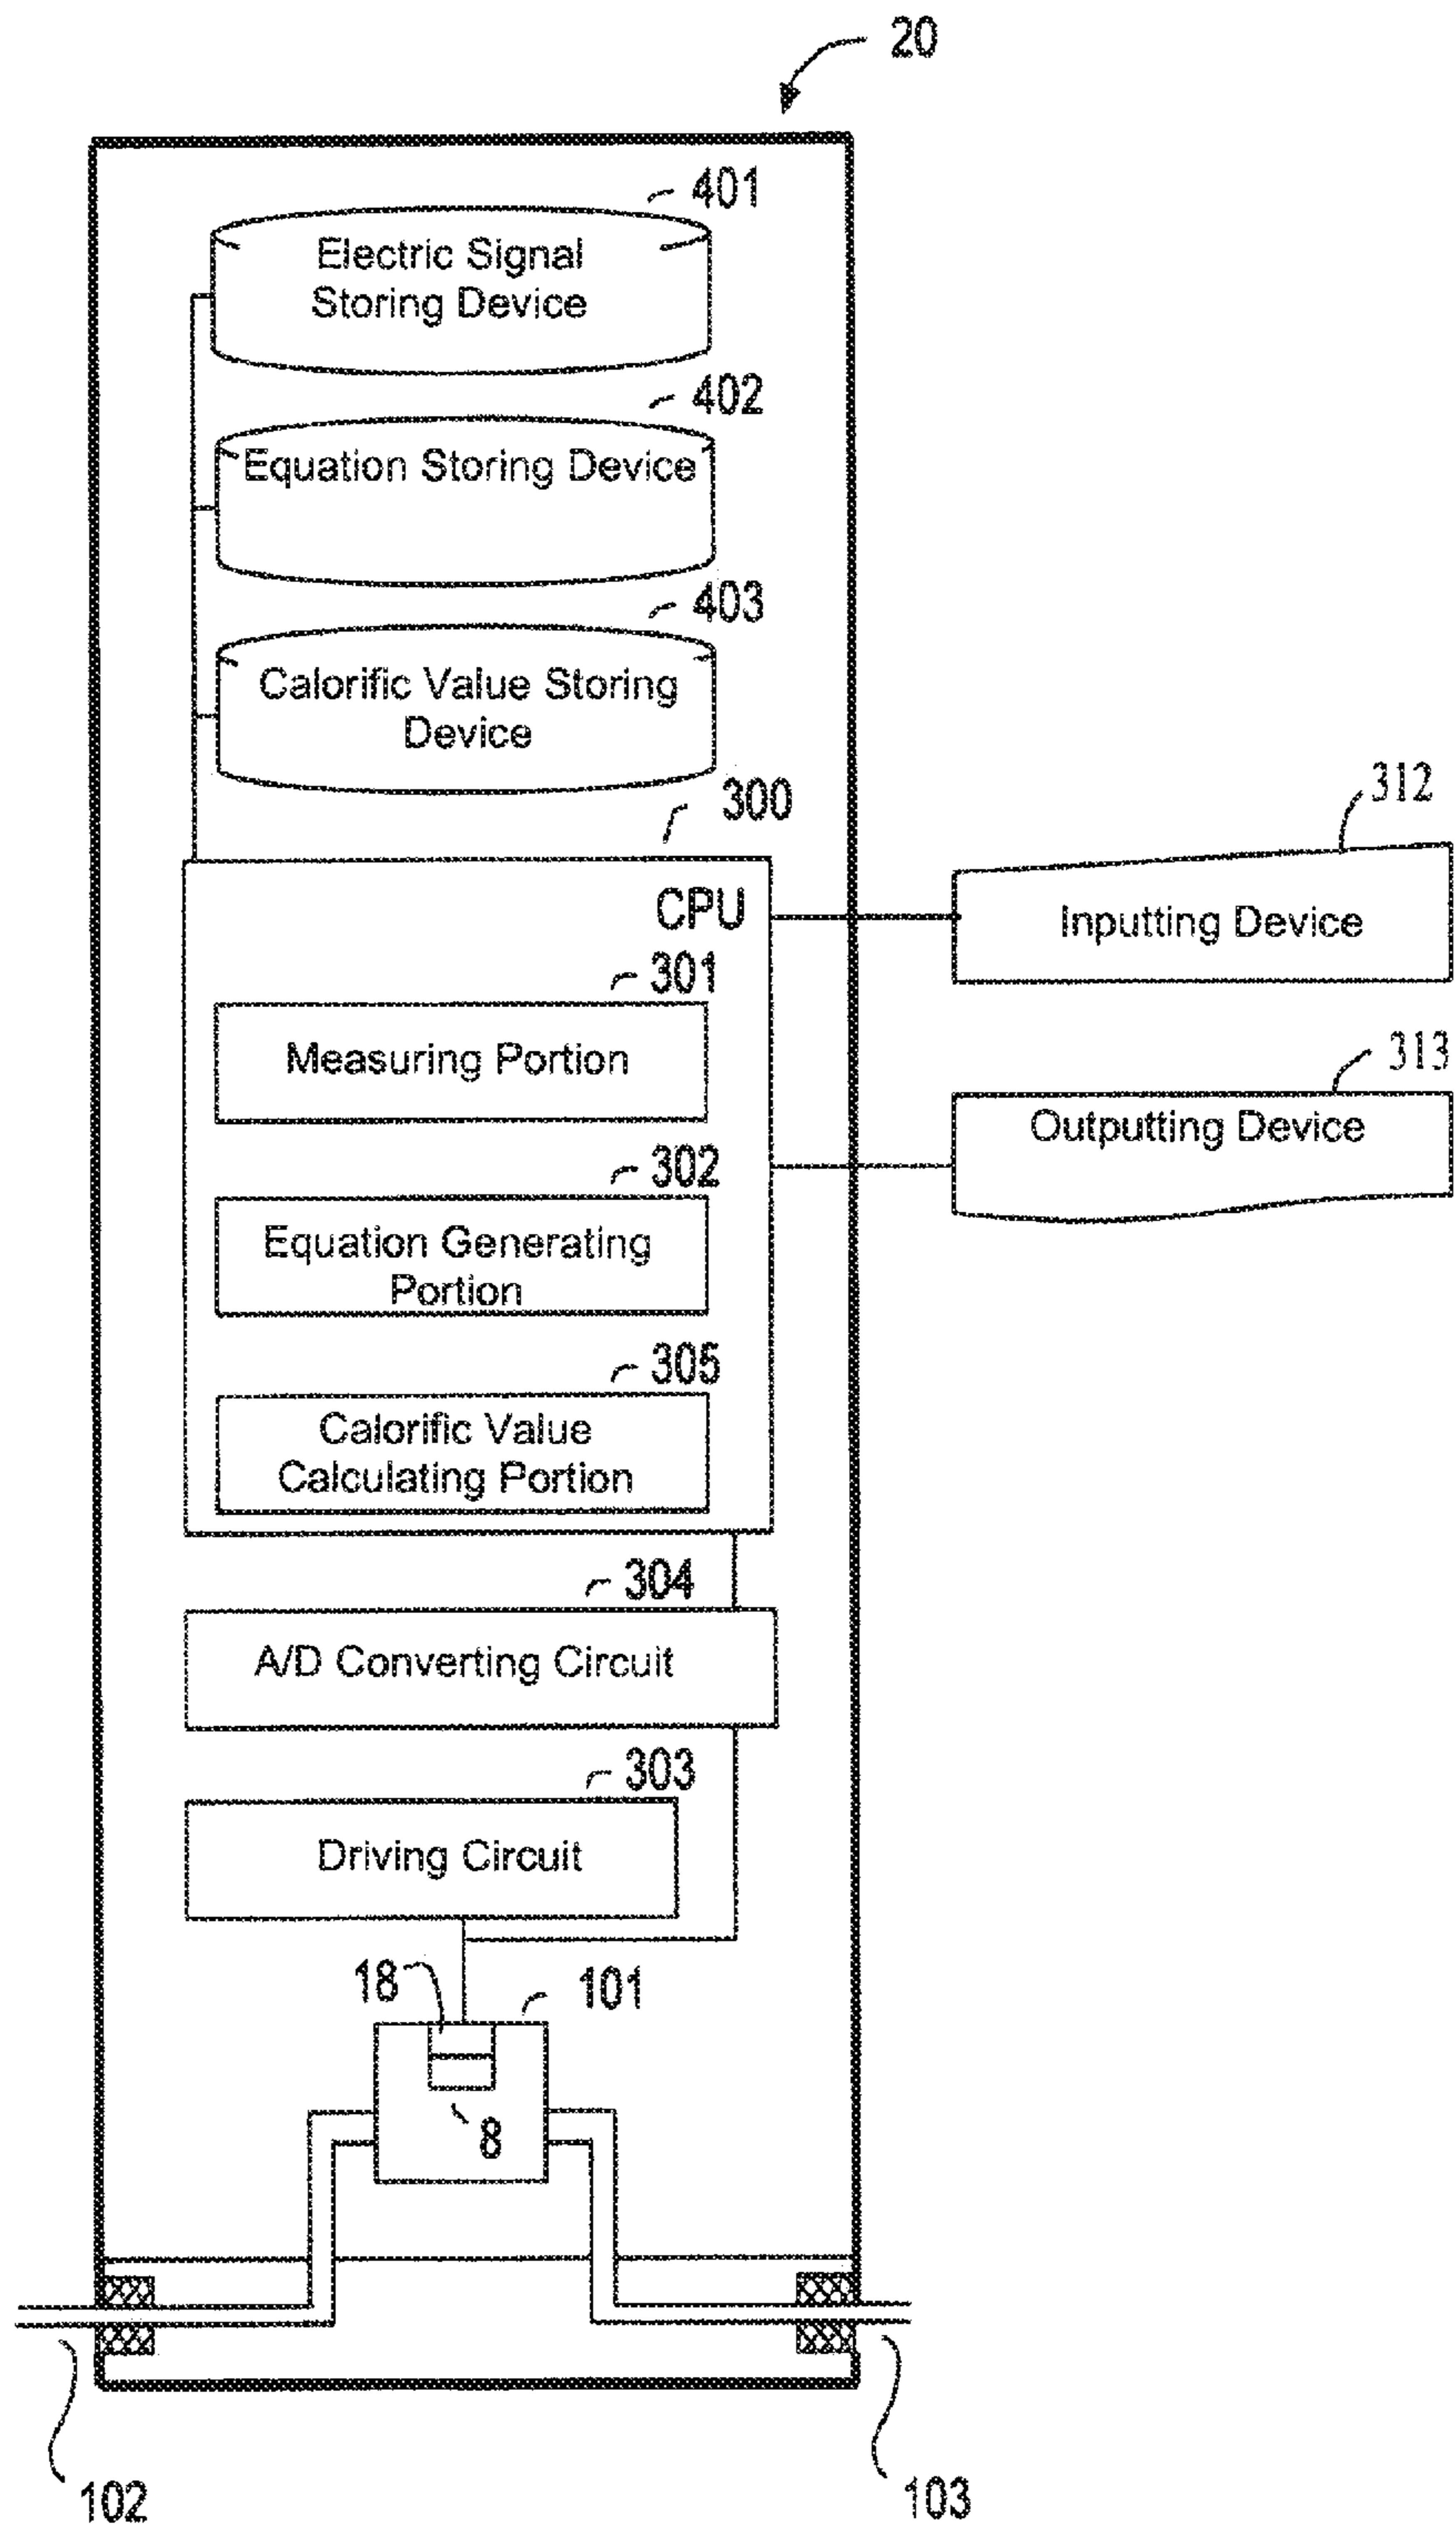 20
401
Electric Signal
Storing Device
402
Equation Storing Device
403
Calorific Value Storing
Device
300
CPU
312
Inputting Device
301
Measuring Portion
313
Outputting Device
302
Equation Generating
Portion
305
Calorific Value
Calculating Portion
304
A/D Converting Circuit
303
Driving Circuit
18
101
8
102
103